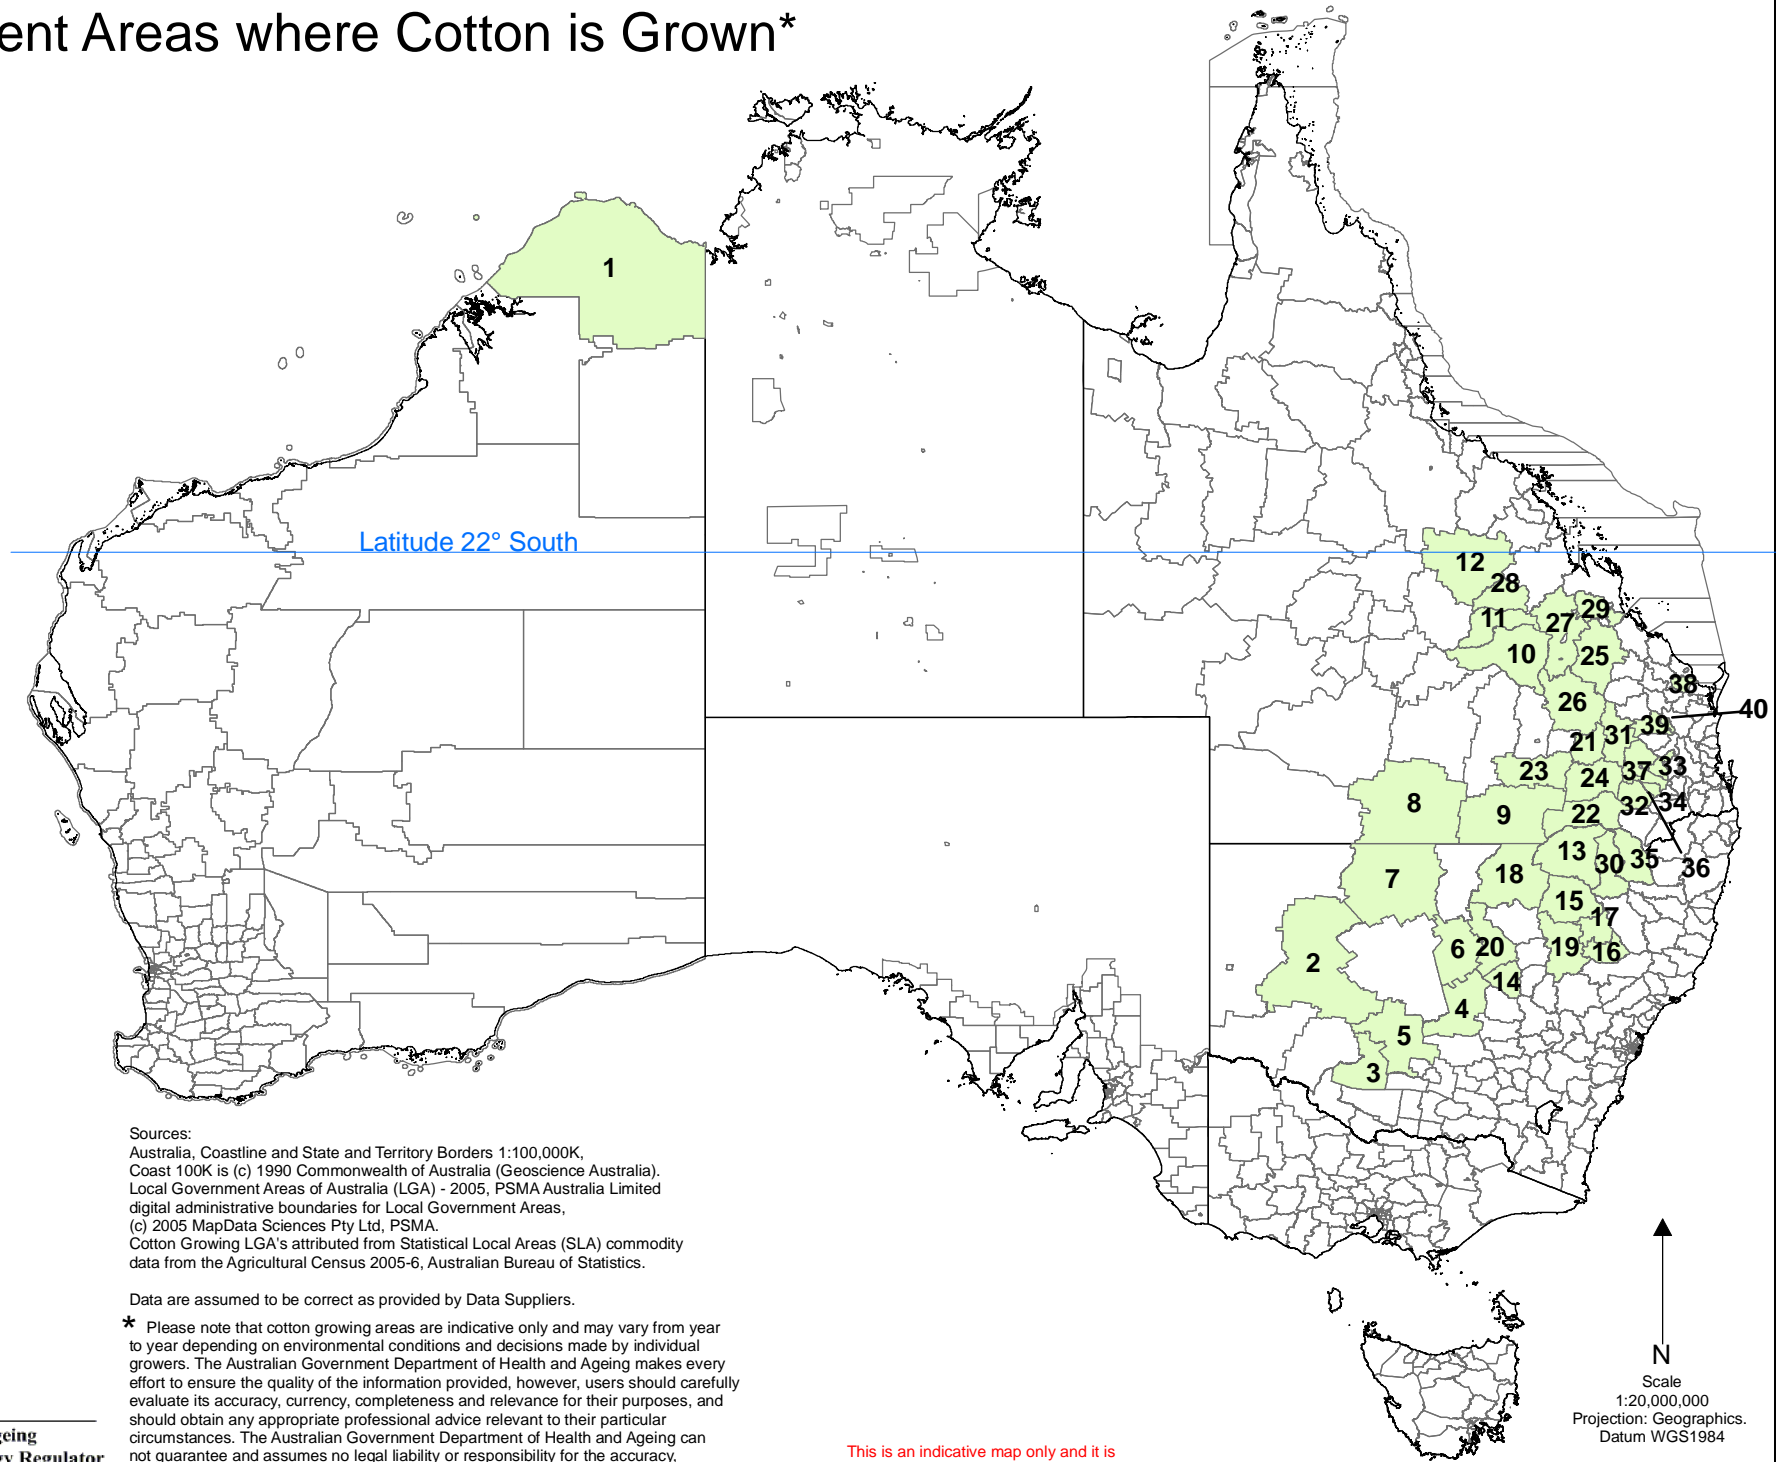 ent Areas where Cotton is Grown*
1
Latitude 22° South
12
28
11
27
29
10
25
38
26
40
39
31
21
23
24
37
33
8
9
22
32
34
13
30
35
36
7
18
15
17
6
20
19
16
2
14
4
5
3
Sources:
Australia, Coastline and State and Territory Borders 1:100,000K,
Coast 100K is (c) 1990 Commonwealth of Australia (Geoscience Australia).
Local Government Areas of Australia (LGA) - 2005, PSMA Australia Limited
digital administrative boundaries for Local Government Areas,
(c) 2005 MapData Sciences Pty Ltd, PSMA.
Cotton Growing LGA's attributed from Statistical Local Areas (SLA) commodity
data from the Agricultural Census 2005-6, Australian Bureau of Statistics.
Data are assumed to be correct as provided by Data Suppliers.
* Please note that cotton growing areas are indicative only and may vary from year
to year depending on environmental conditions and decisions made by individual
growers. The Australian Government Department of Health and Ageing makes every
effort to ensure the quality of the information provided, however, users should carefully
evaluate its accuracy, currency, completeness and relevance for their purposes, and
should obtain any appropriate professional advice relevant to their particular
circumstances. The Australian Government Department of Health and Ageing can
not guarantee and assumes no legal liability or responsibility for the accuracy,
geing
gy Regulator
This is an indicative map only and it is
N
Scale
1:20,000,000
Projection: Geographics.
Datum WGS1984